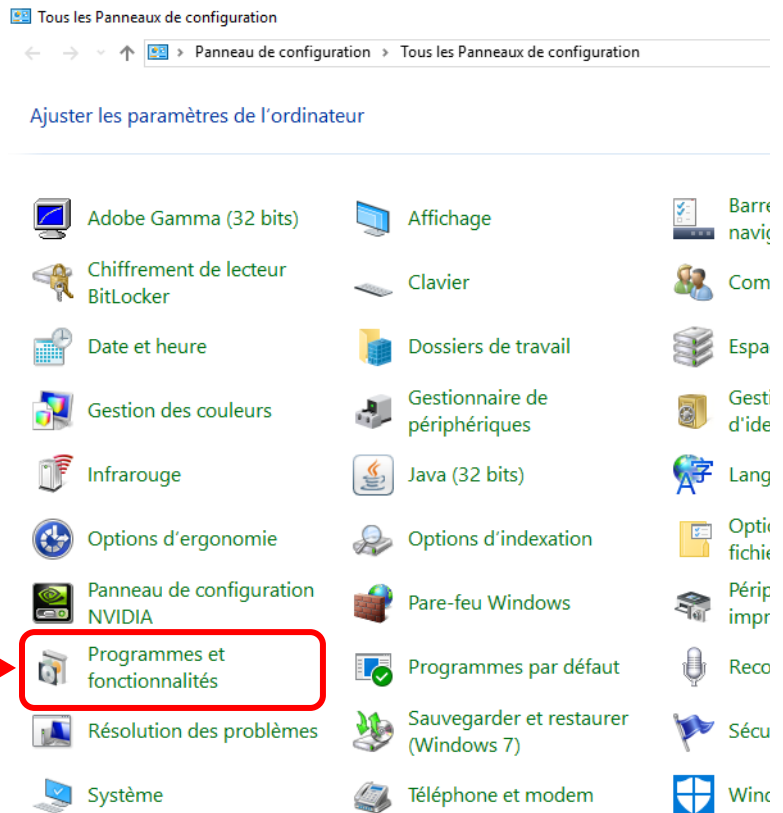 Tous les Panneaux de configuration
Panneau de configuration > Tous les Panneaux de configuration
Ajuster les paramètres de l'ordinateur
Adobe Gamma (32 bits)
Affichage
Chiffrement de lecteur
BitLocker
Clavier
Date et heure
Dossiers de travail
Gestion des couleurs
Gestionnaire de
périphériques
Infrarouge
Java (32 bits)
Options d'ergonomie
Options d'indexation
Panneau de configuration
NVIDIA
Pare-feu Windows
Programmes et
fonctionnalités
Programmes par défaut
Résolution des problèmes
Sauvegarder et restaurer
(Windows 7)
Système
Téléphone et modem